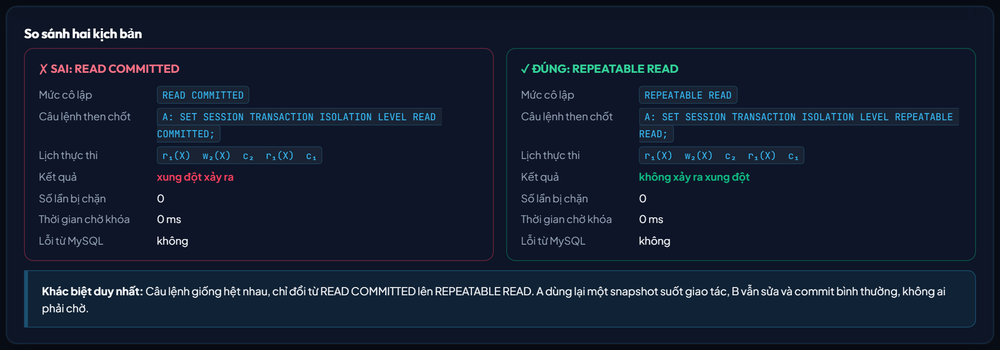 So sánh hai kịch bản
✗ SAI: READ COMMITTED
Mức cô lập READ COMMITTED
Câu lệnh then chốt A: SET SESSION TRANSACTION ISOLATION LEVEL READ
COMMITTED;
Lịch thực thi r₁(X) w₂(X) c₂ r₁(X) c₁
Kết quả xung đột xảy ra
Số lần bị chặn 0
Thời gian chờ khóa 0 ms
Lỗi từ MySQL không
✓ ĐÚNG: REPEATABLE READ
Mức cô lập REPEATABLE READ
Câu lệnh then chốt A: SET SESSION TRANSACTION ISOLATION LEVEL REPEATABLE
READ;
Lịch thực thi r₁(X) w₂(X) c₂ r₁(X) c₁
Kết quả không xảy ra xung đột
Số lần bị chặn 0
Thời gian chờ khóa 0 ms
Lỗi từ MySQL không
Khác biệt duy nhất: Câu lệnh giống hệt nhau, chỉ đổi từ READ COMMITTED lên REPEATABLE READ. A dùng lại một snapshot suốt giao tác, B vẫn sửa và commit bình thường, không ai
phải chờ.